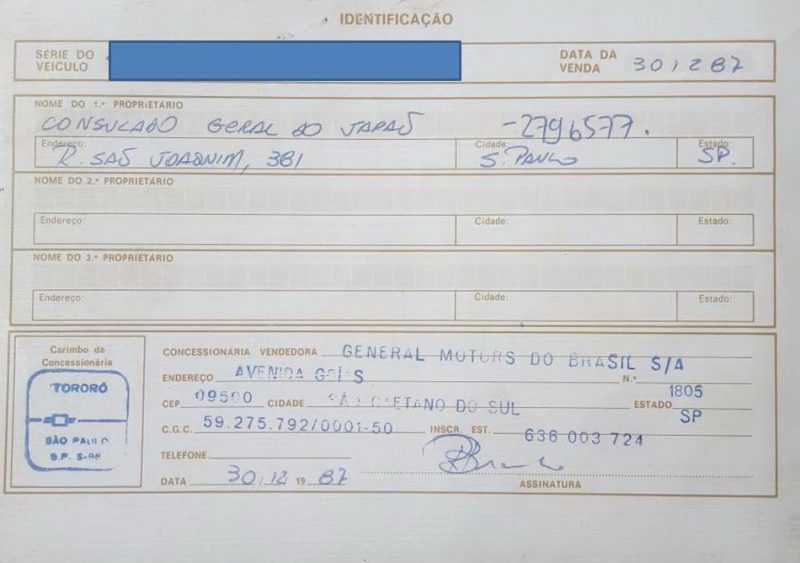 IDENTIFICAÇÃO
SÉRIE DO VEÍCULO
DATA DA VENDA 30/12 87
NOME DO 1.º PROPRIETÁRIO
CONSULADO GERAL DO JAPAÕ -2796577.
Endereço: R. SAÕ JOAQUIM, 381 Cidade: S. PAULO Estado: SP.
NOME DO 2.º PROPRIETÁRIO
Endereço: Cidade: Estado:
NOME DO 3.º PROPRIETÁRIO
Endereço: Cidade: Estado:
Carimbo da Concessionária
TORORÓ
SÃO PAULO
S.P. S-08
CONCESSIONÁRIA VENDEDORA GENERAL MOTORS DO BRASIL S/A
ENDEREÇO AVENIDA GOIÁS N.º 1805
CEP 09500 CIDADE SÃO CAETANO DO SUL ESTADO SP
C.G.C. 59.275.792/0001-50 INSCR. EST. 636 003 724
TELEFONE
DATA 30/12 19 87
ASSINATURA